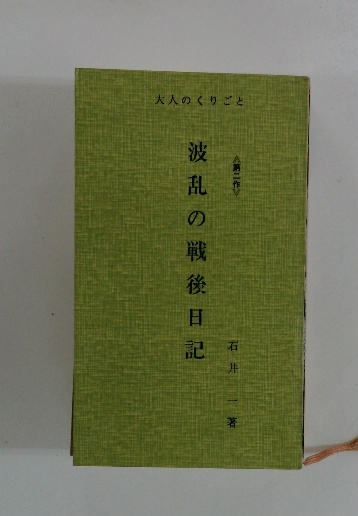 大人のくりごと
《第二作》
波乱の戦後日記
石井一著